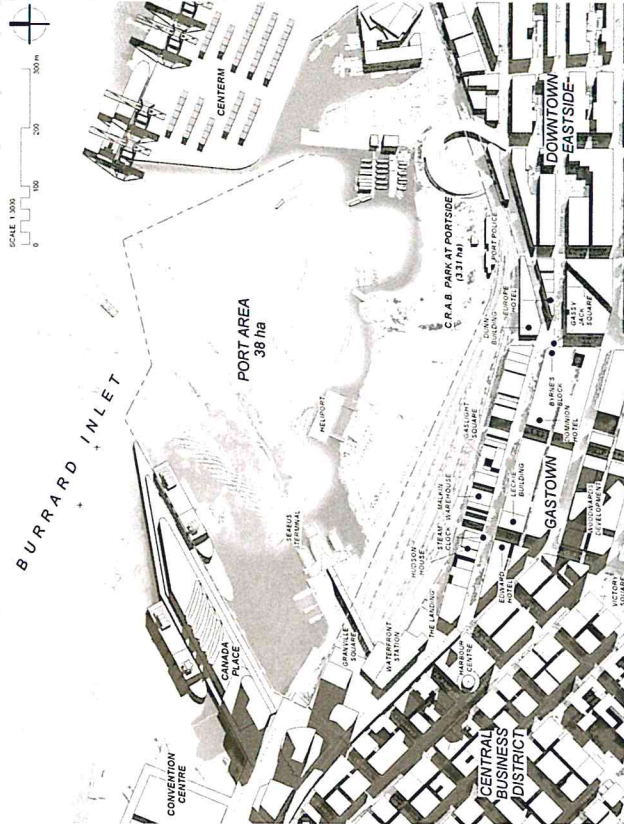 SCALE 1:3000
0 100 200 300 m
BURRARD INLET
CENTERM
PORT AREA
38 ha
C.R.A.B. PARK AT PORTSIDE
(3.31 ha)
PORT POLICE
DOWNTOWN
EASTSIDE
CONVENTION
CENTRE
CANADA
PLACE
SEABUS
TERMINAL
HELIPORT
GRANVILLE
SQUARE
WATERFRONT
STATION
HUDSON
HOUSE
THE LANDING
STEAM
CLOCK
MALKIN
WAREHOUSE
GASLIGHT
SQUARE
DUNN
BUILDING
EUROPE
HOTEL
GASSY
JACK
SQUARE
HARBOUR
CENTRE
EDWARD
HOTEL
LECKIE
BUILDING
GASTOWN
BYRNE'S
BLOCK
DOMINION
HOTEL
WOODWARD'S
DEVELOPMENT
VICTORY
SQUARE
CENTRAL
BUSINESS
DISTRICT